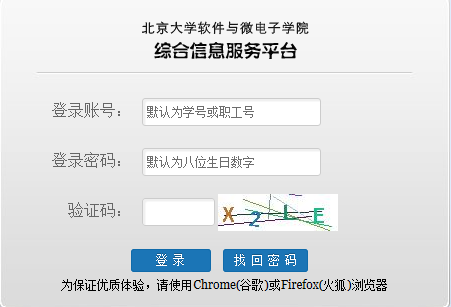 北京大学软件与微电子学院
综合信息服务平台
登录账号： 默认为学号或职工号
登录密码： 默认为八位生日数字
验证码： X Z L E
登 录 找 回 密 码
为保证优质体验，请使用Chrome(谷歌)或Firefox(火狐)浏览器